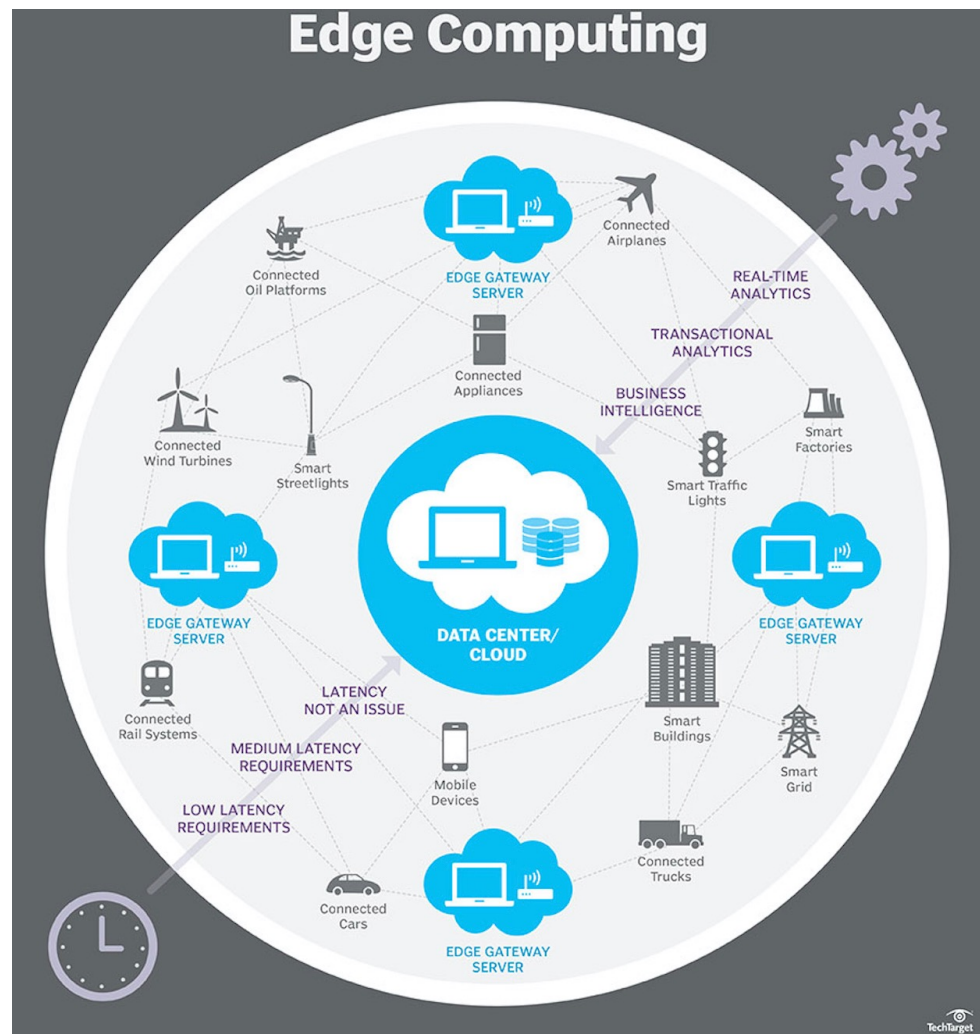 Edge Computing
Connected
Airplanes
Connected
Oil Platforms
EDGE GATEWAY
SERVER
REAL-TIME
ANALYTICS
TRANSACTIONAL
ANALYTICS
Connected
Appliances
BUSINESS
INTELLIGENCE
Connected
Wind Turbines
Smart
Streetlights
Smart Traffic
Lights
Smart
Factories
EDGE GATEWAY
SERVER
DATA CENTER/
CLOUD
EDGE GATEWAY
SERVER
Connected
Rail Systems
LATENCY
NOT AN ISSUE
Smart
Buildings
MEDIUM LATENCY
REQUIREMENTS
Mobile
Devices
Smart
Grid
LOW LATENCY
REQUIREMENTS
Connected
Trucks
Connected
Cars
EDGE GATEWAY
SERVER
TechTarget